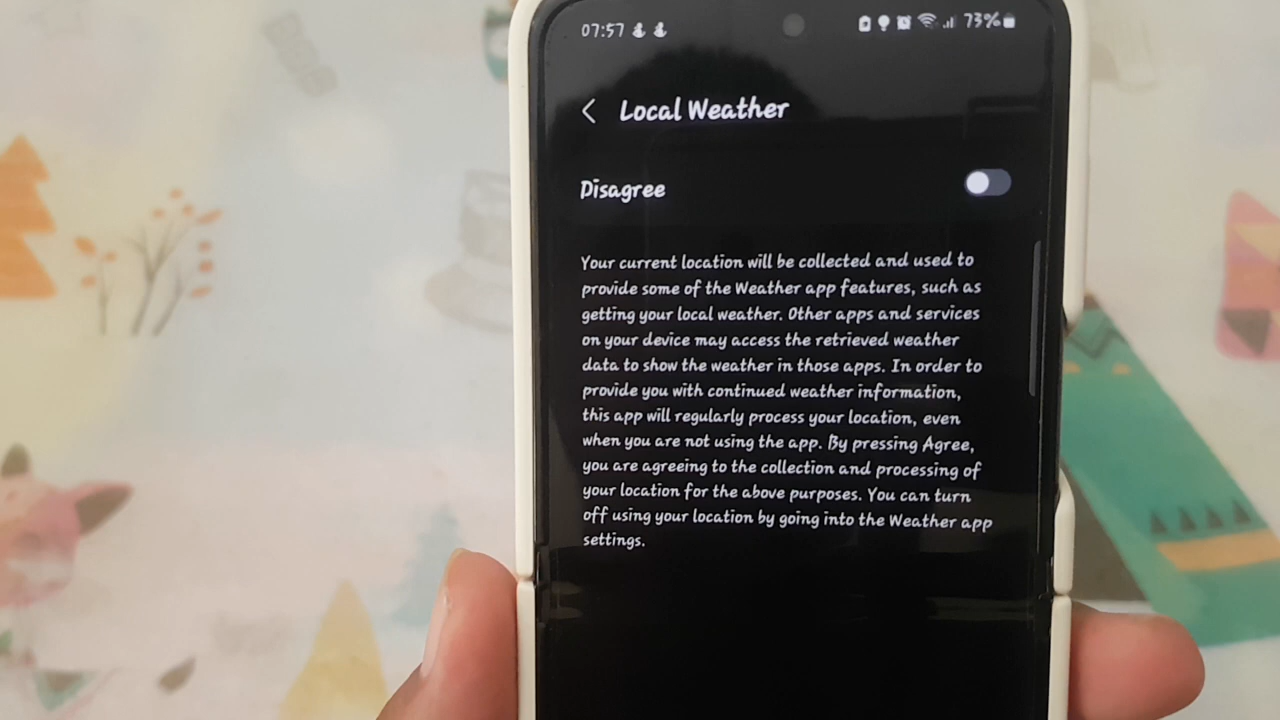 07:57 73%
Local Weather
Disagree
Your current location will be collected and used to
provide some of the Weather app features, such as
getting your local weather. Other apps and services
on your device may access the retrieved weather
data to show the weather in those apps. In order to
provide you with continued weather information,
this app will regularly process your location, even
when you are not using the app. By pressing Agree,
you are agreeing to the collection and processing of
your location for the above purposes. You can turn
off using your location by going into the Weather app
settings.